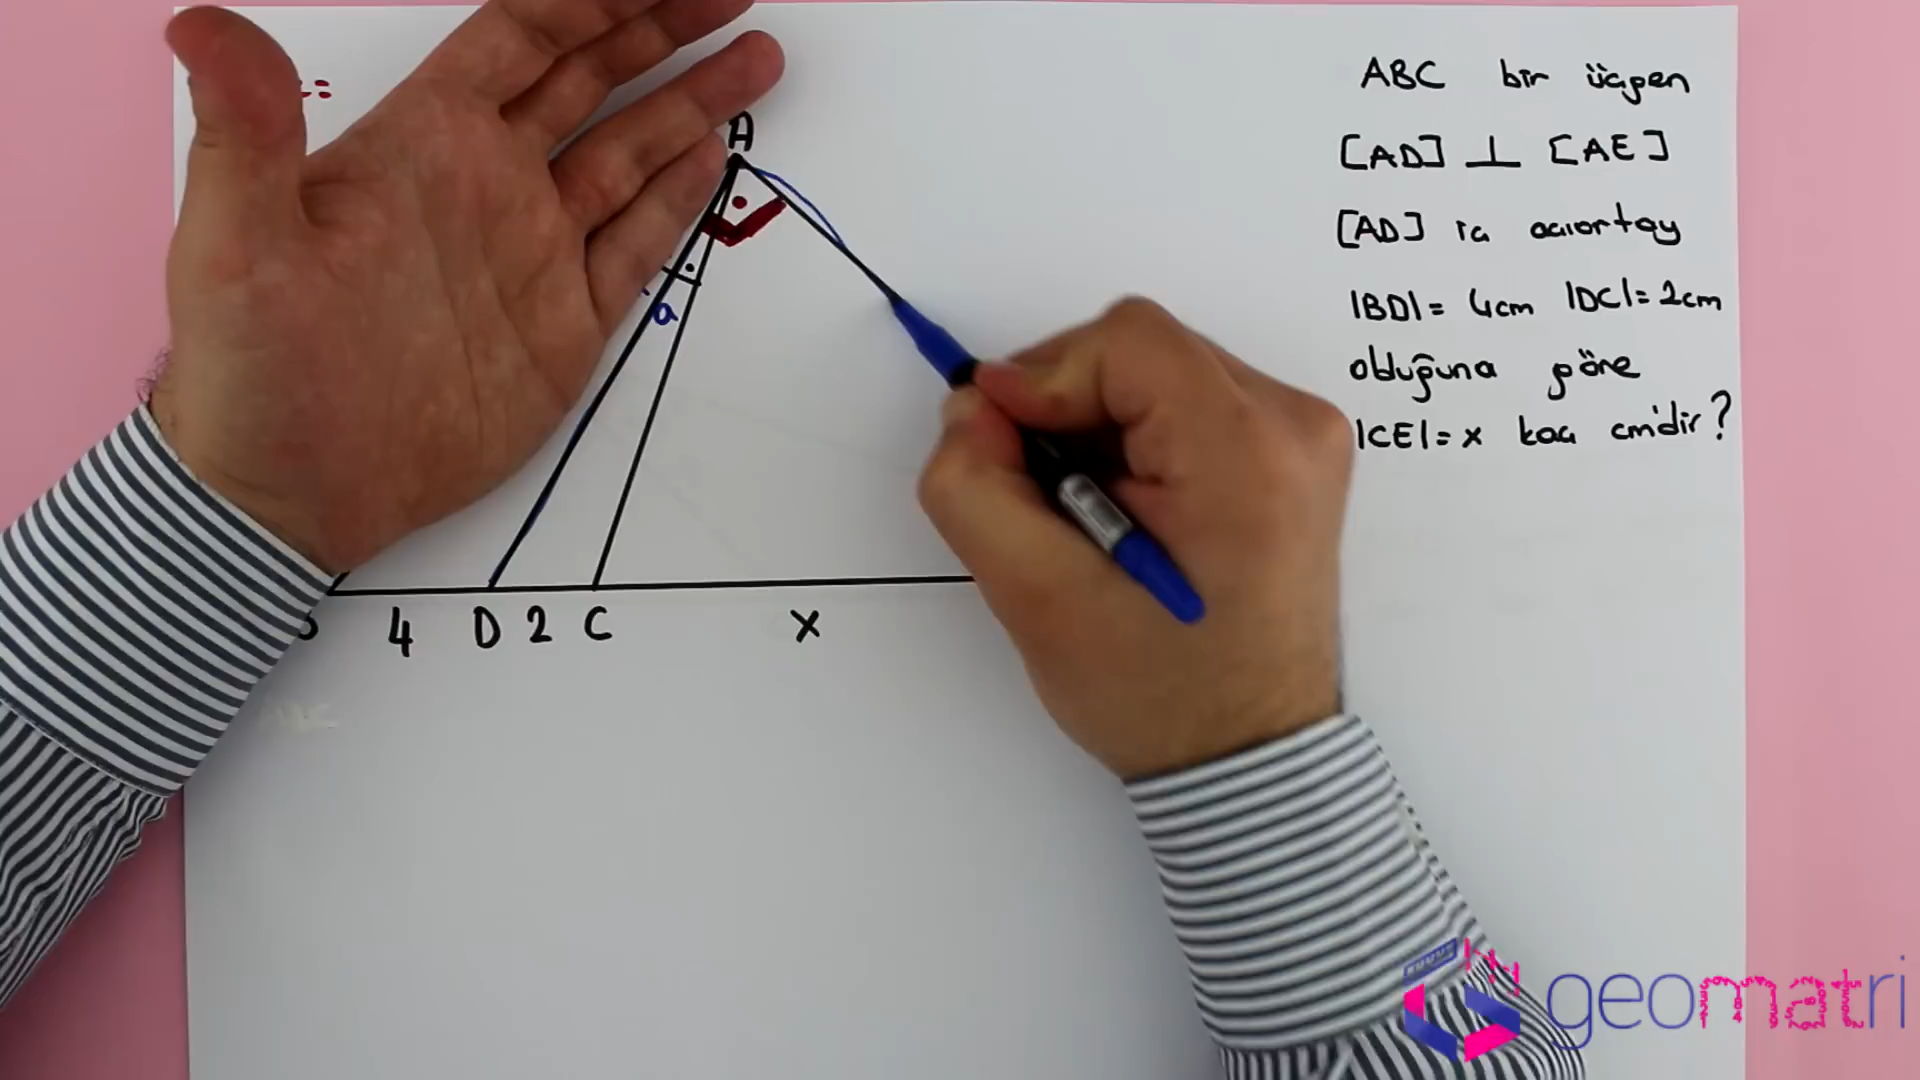 A
a
4 D 2 C x
ABC bir üçgen
[AD] ⊥ [AE]
[AD] iç açıortay
|BD|= 4cm |DC|= 2cm
olduğuna göre
|CE|= x kaç cm'dir?
geomatri